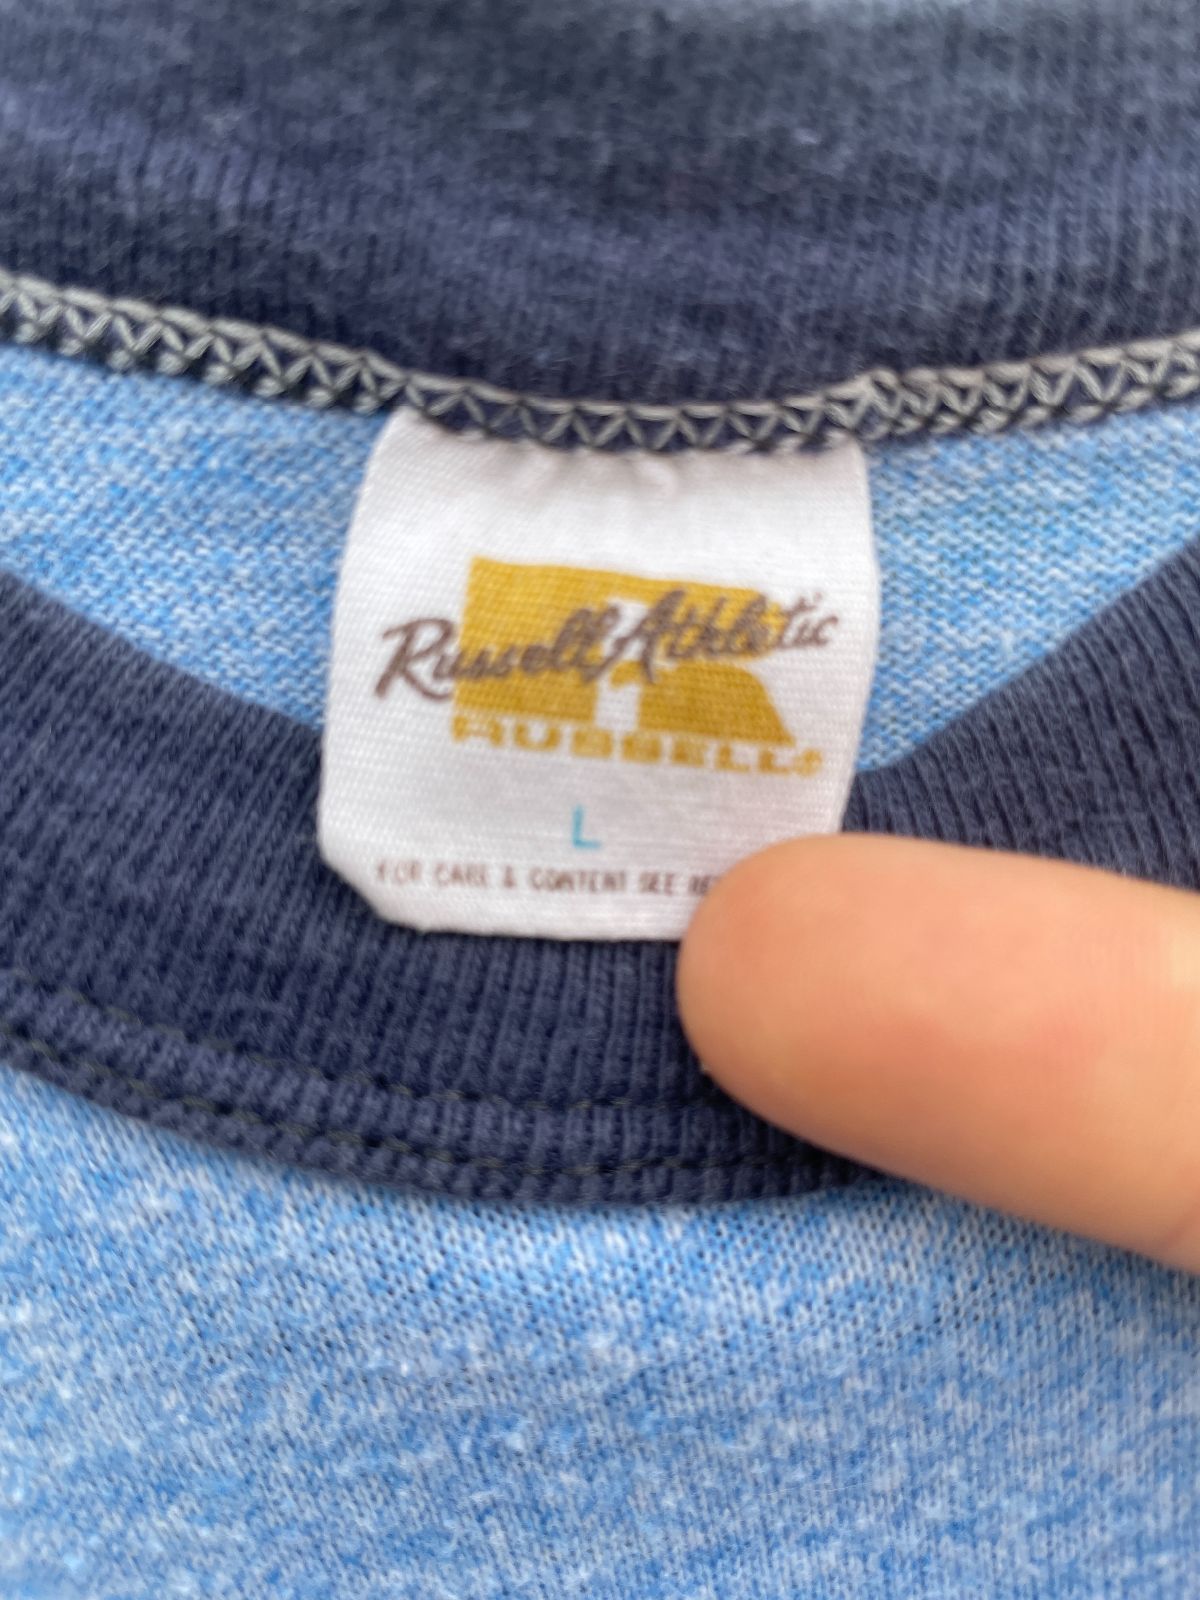 Russell Athletic
RUSSELL
L
FOR CARE & CONTENT SEE